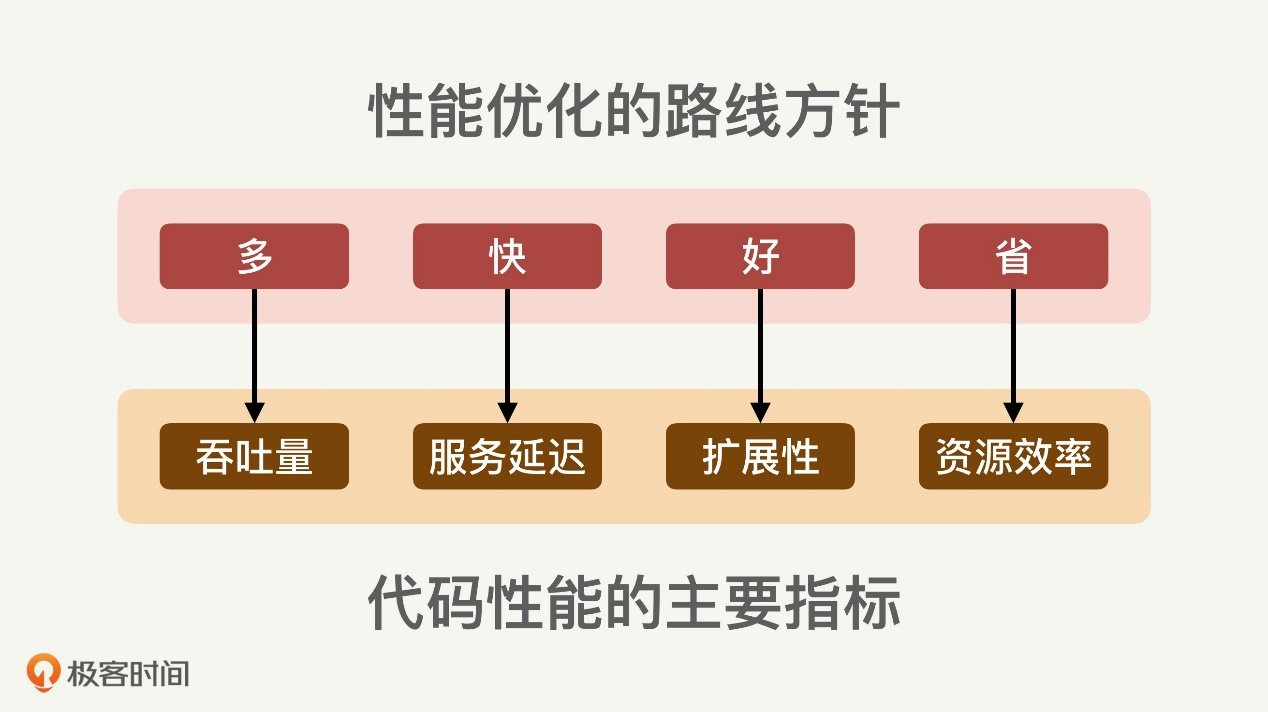 性能优化的路线方针
多 快 好 省
吞吐量 服务延迟 扩展性 资源效率
代码性能的主要指标
极客时间